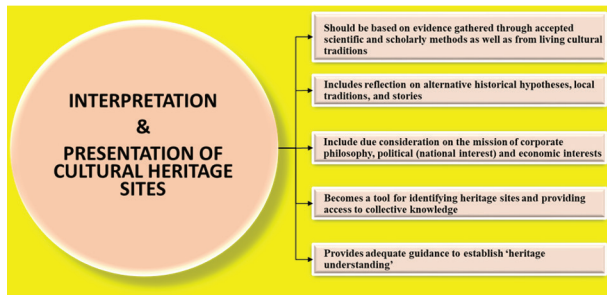 INTERPRETATION
&
PRESENTATION OF
CULTURAL HERITAGE
SITES
Should be based on evidence gathered through accepted
scientific and scholarly methods as well as from living cultural
traditions
Includes reflection on alternative historical hypotheses, local
traditions, and stories
Include due consideration on the mission of corporate
philosophy, political (national interest) and economic interests
Becomes a tool for identifying heritage sites and providing
access to collective knowledge
Provides adequate guidance to establish ‘heritage
understanding’